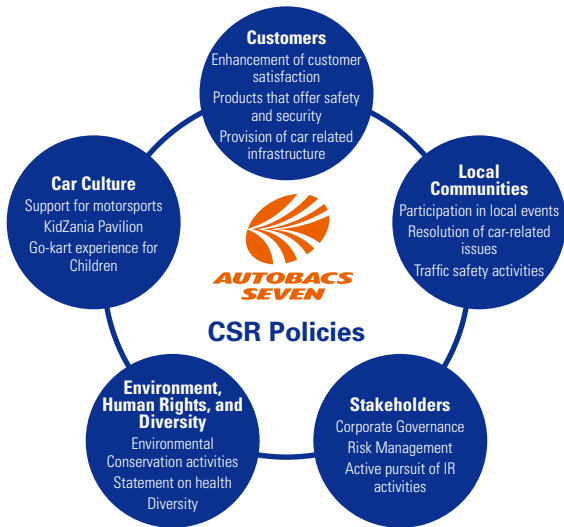 Customers
Enhancement of customer
satisfaction
Products that offer safety
and security
Provision of car related
infrastructure
Car Culture
Support for motorsports
KidZania Pavilion
Go-kart experience for
Children
Local
Communities
Participation in local events
Resolution of car-related
issues
Traffic safety activities
AUTOBACS
SEVEN
CSR Policies
Environment,
Human Rights, and
Diversity
Environmental
Conservation activities
Statement on health
Diversity
Stakeholders
Corporate Governance
Risk Management
Active pursuit of IR
activities